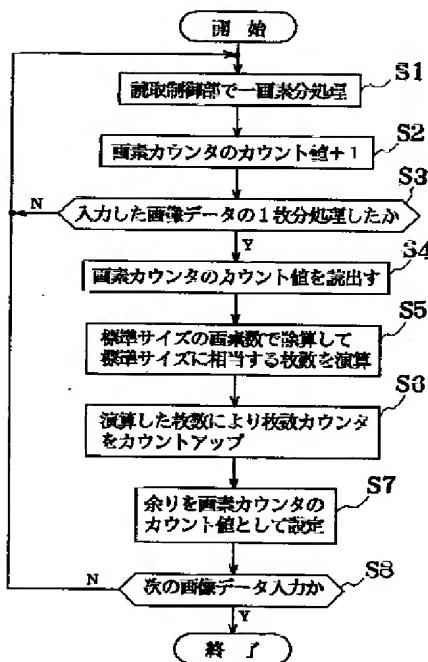 開始
S1
読取制御部で一画素分処理
S2
画素カウンタのカウント値+1
S3
N
入力した画像データの1枚分処理したか
Y
S4
画素カウンタのカウント値を読出す
S5
標準サイズの画素数で除算して
標準サイズに相当する枚数を演算
S6
演算した枚数により枚数カウンタ
をカウントアップ
S7
余りを画素カウンタの
カウント値として設定
S8
N
次の画像データ入力か
Y
終了